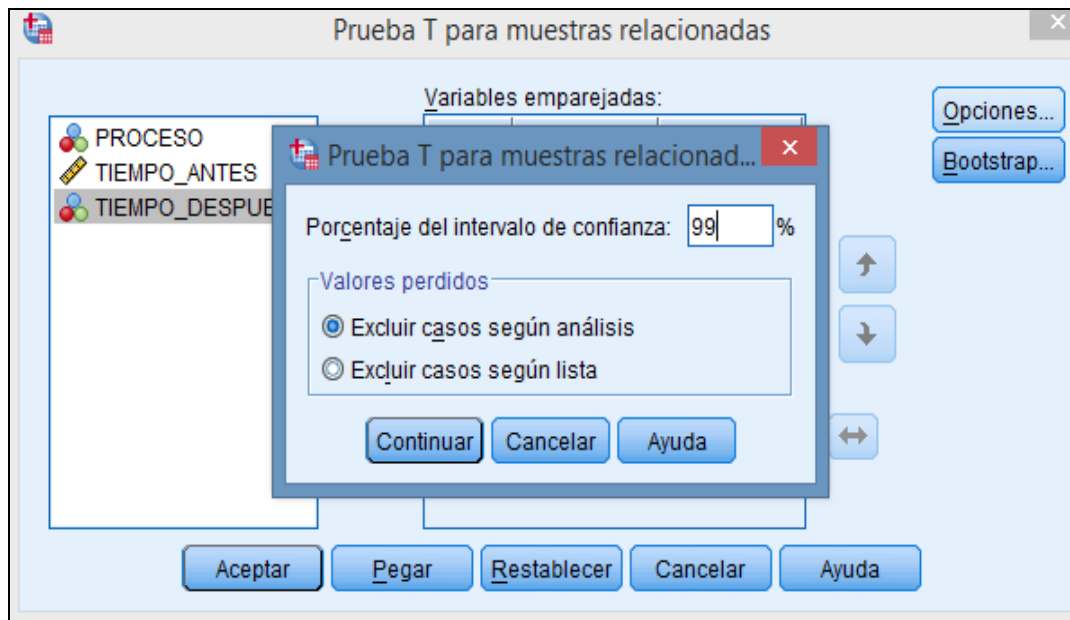 Prueba T para muestras relacionadas
Variables emparejadas:
PROCESO
TIEMPO_ANTES
TIEMPO_DESPUE
Opciones...
Bootstrap...
Prueba T para muestras relacionad...
Porcentaje del intervalo de confianza: 99 %
Valores perdidos
Excluir casos según análisis
Excluir casos según lista
Continuar Cancelar Ayuda
Aceptar Pegar Restablecer Cancelar Ayuda